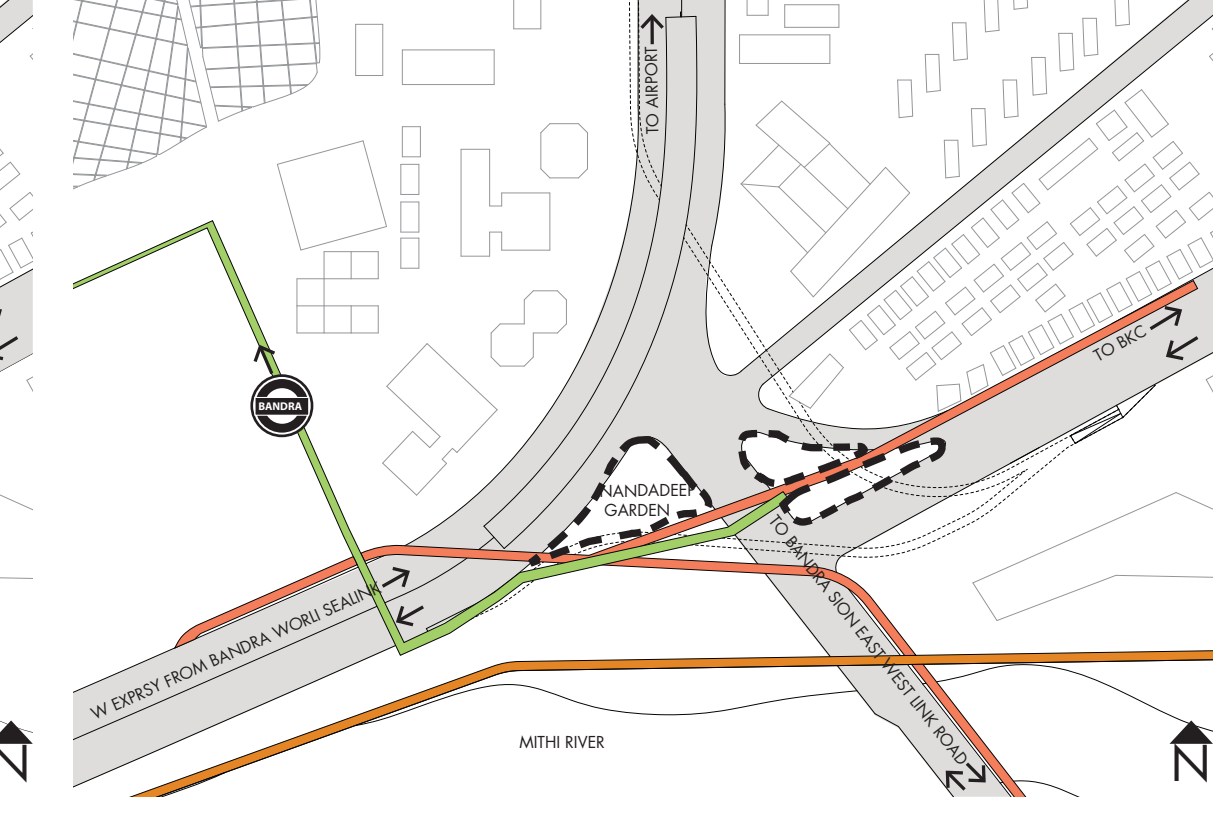 TO AIRPORT
TO BKC
BANDRA
NANDADEEP
GARDEN
TO BANDRA SION EAST WEST LINK ROAD
W EXPRSY FROM BANDRA WORLI SEALINK
MITHI RIVER
N
N